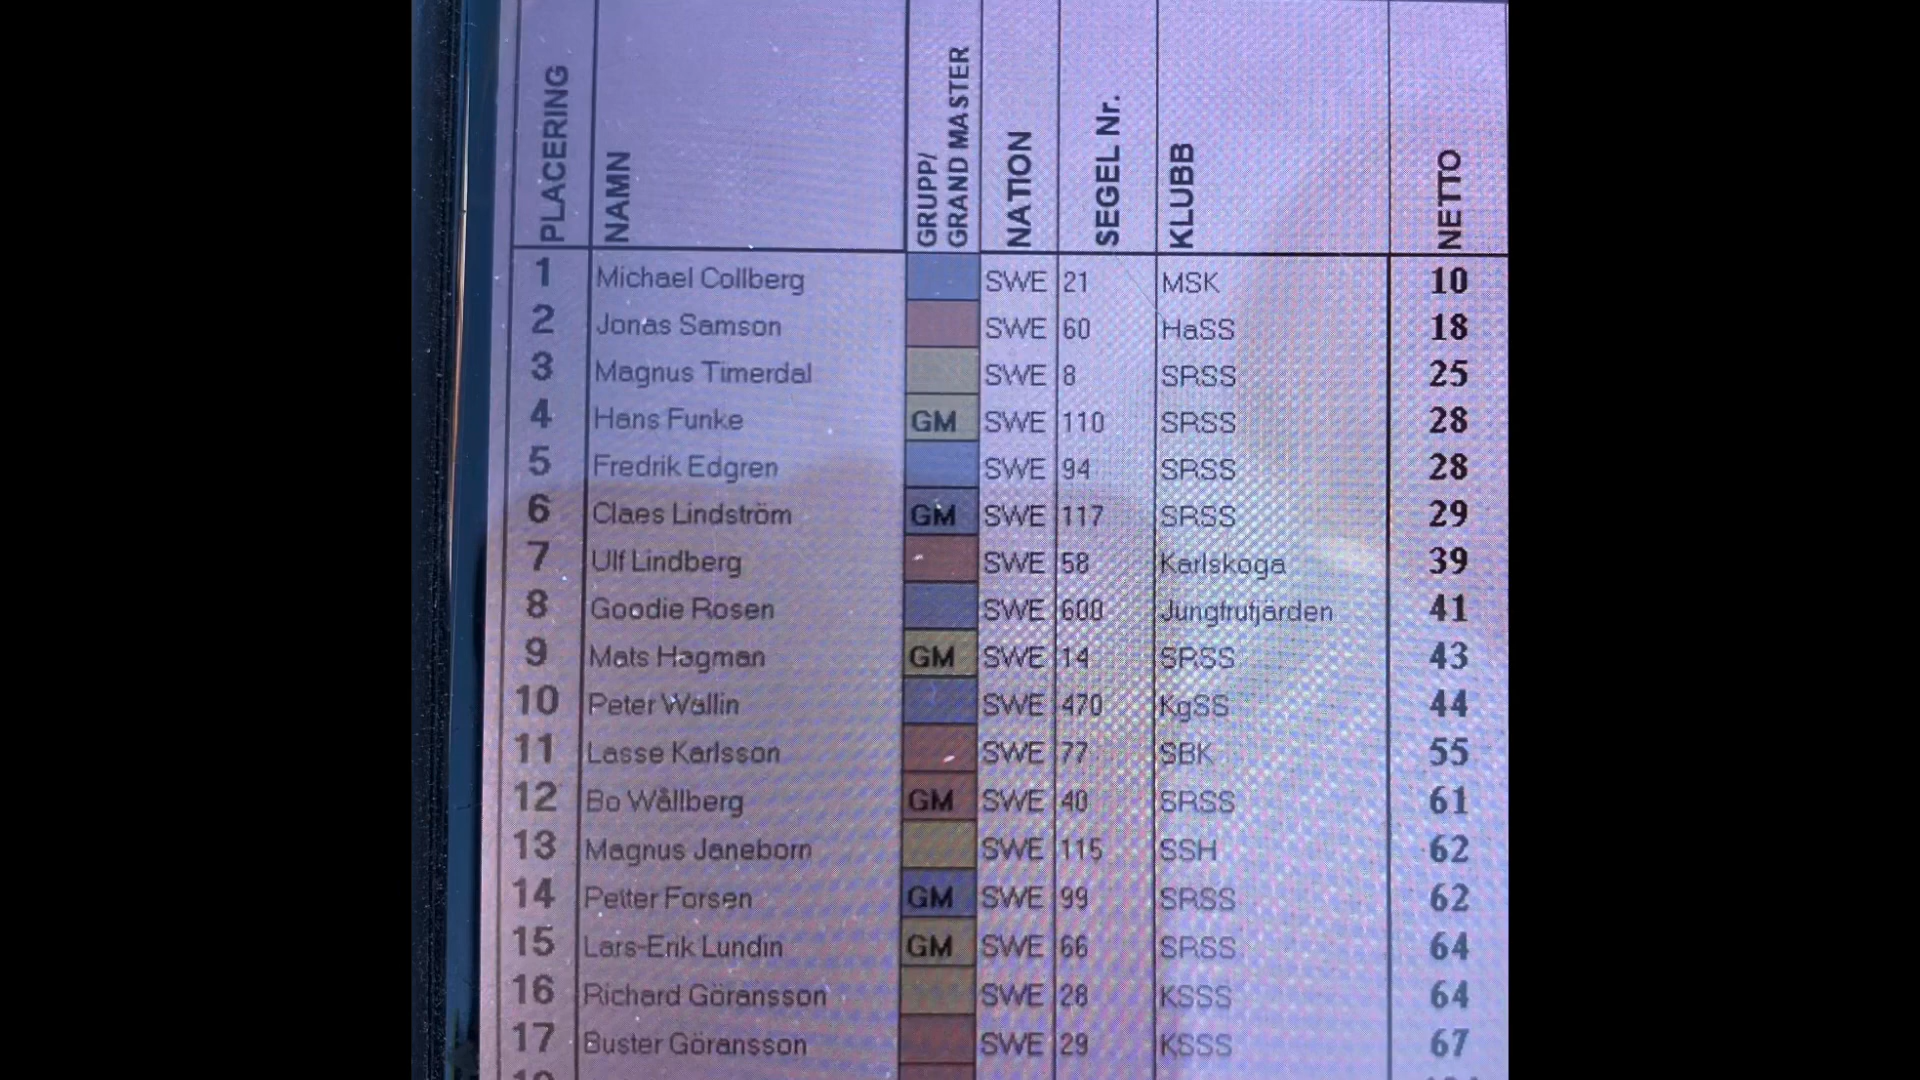 PLACERING NAMN GRUPP/ GRAND MASTER NATION SEGEL Nr. KLUBB NETTO
1 Michael Collberg SWE 21 MSK 10
2 Jonas Samson SWE 60 HaSS 18
3 Magnus Timerdal SWE 8 SRSS 25
4 Hans Funke GM SWE 110 SRSS 28
5 Fredrik Edgren SWE 94 SRSS 28
6 Claes Lindström GM SWE 117 SRSS 29
7 Ulf Lindberg SWE 58 Karlskoga 39
8 Goodie Rosen SWE 600 Jungfrufjärden 41
9 Mats Hagman GM SWE 14 SRSS 43
10 Peter Wallin SWE 470 KgSS 44
11 Lasse Karlsson SWE 77 SBK 55
12 Bo Wållberg GM SWE 40 SRSS 61
13 Magnus Janeborn SWE 115 SSH 62
14 Petter Forsen GM SWE 99 SRSS 62
15 Lars-Erik Lundin GM SWE 66 SRSS 64
16 Richard Göransson SWE 28 KSSS 64
17 Buster Göransson SWE 29 KSSS 67